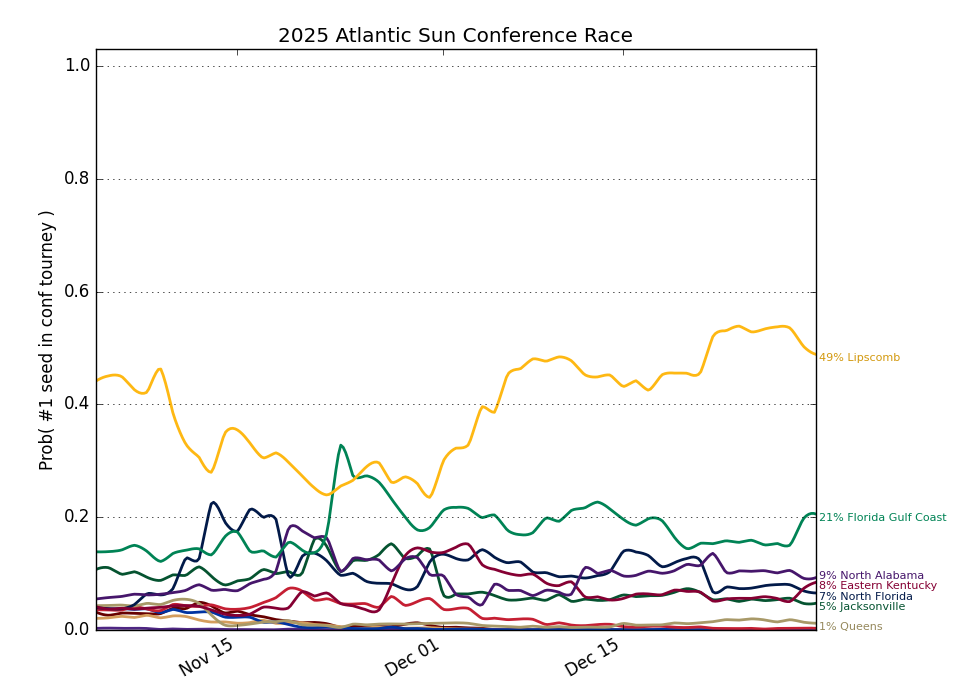 2025 Atlantic Sun Conference Race
Prob( #1 seed in conf tourney )
1.0
0.8
0.6
0.4
0.2
0.0
Nov 15
Dec 01
Dec 15
49% Lipscomb
21% Florida Gulf Coast
9% North Alabama
8% Eastern Kentucky
7% North Florida
5% Jacksonville
1% Queens